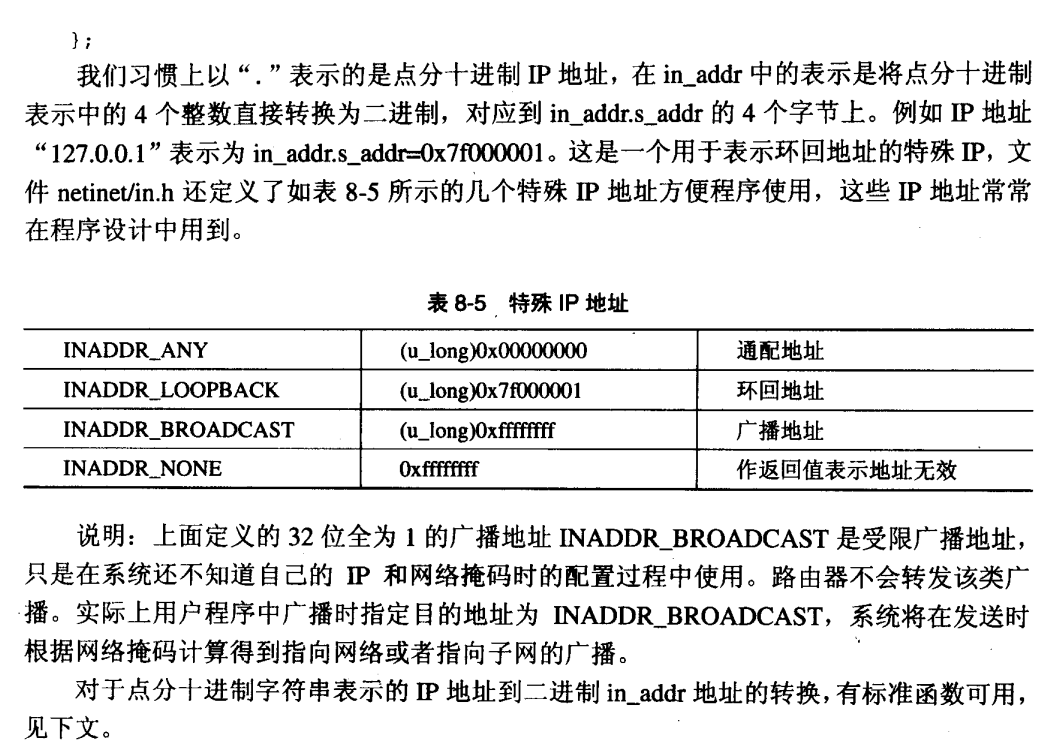 };
我们习惯上以“.”表示的是点分十进制 IP 地址，在 in_addr 中的表示是将点分十进制
表示中的 4 个整数直接转换为二进制，对应到 in_addr.s_addr 的 4 个字节上。例如 IP 地址
“127.0.0.1”表示为 in_addr.s_addr=0x7f000001。这是一个用于表示环回地址的特殊 IP，文
件 netinet/in.h 还定义了如表 8-5 所示的几个特殊 IP 地址方便程序使用，这些 IP 地址常常
在程序设计中用到。
表 8-5 特殊 IP 地址
INADDR_ANY (u_long)0x00000000 通配地址
INADDR_LOOPBACK (u_long)0x7f000001 环回地址
INADDR_BROADCAST (u_long)0xffffffff 广播地址
INADDR_NONE 0xffffffff 作返回值表示地址无效
说明：上面定义的 32 位全为 1 的广播地址 INADDR_BROADCAST 是受限广播地址，
只是在系统还不知道自己的 IP 和网络掩码时的配置过程中使用。路由器不会转发该类广
播。实际上用户程序中广播时指定目的地址为 INADDR_BROADCAST，系统将在发送时
根据网络掩码计算得到指向网络或者指向子网的广播。
对于点分十进制字符串表示的 IP 地址到二进制 in_addr 地址的转换，有标准函数可用，
见下文。